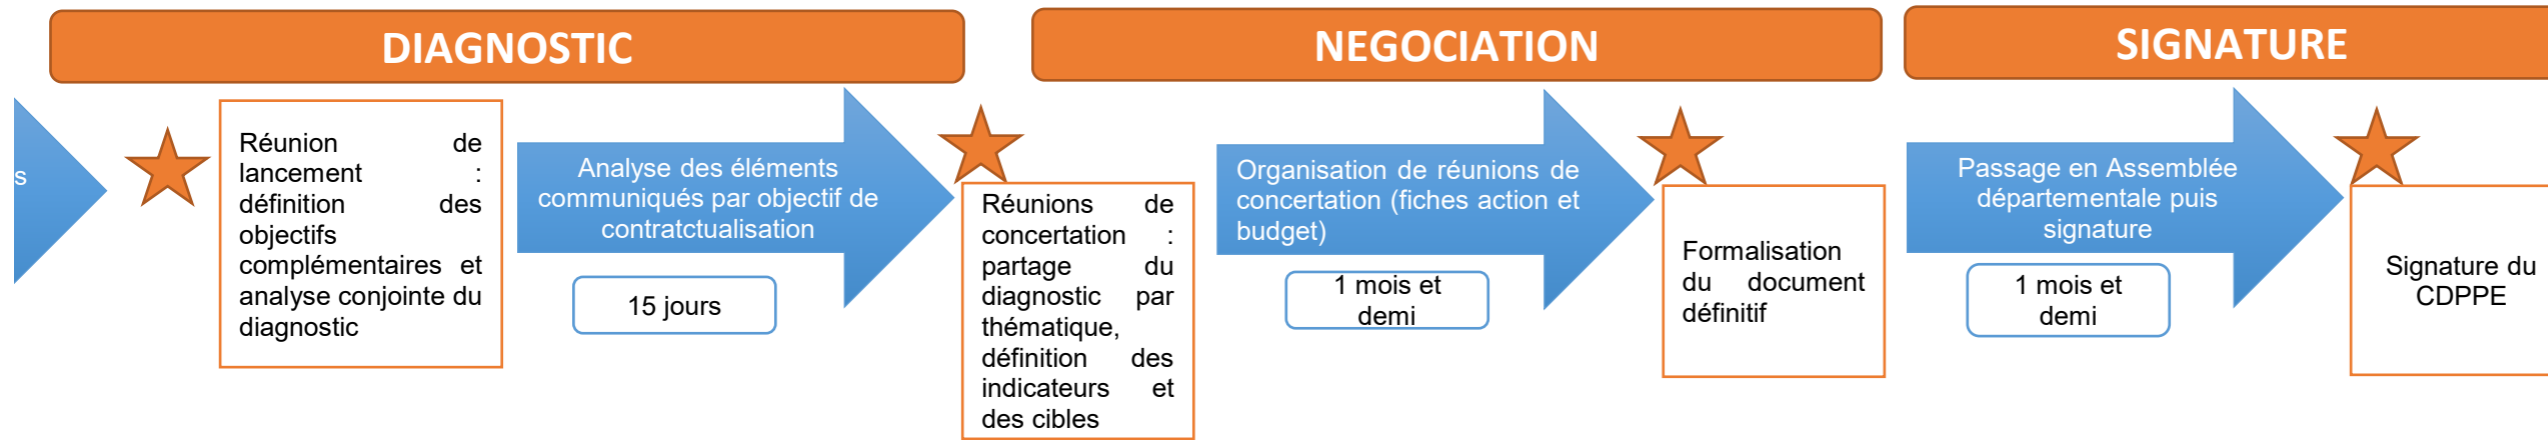 DIAGNOSTIC
NEGOCIATION
SIGNATURE
s
Réunion de
lancement :
définition des
objectifs
complémentaires et
analyse conjointe du
diagnostic
Analyse des éléments
communiqués par objectif de
contratctualisation
15 jours
Réunions de
concertation :
partage du
diagnostic par
thématique,
définition des
indicateurs et
des cibles
Organisation de réunions de
concertation (fiches action et
budget)
1 mois et
demi
Formalisation
du document
définitif
Passage en Assemblée
départementale puis
signature
1 mois et
demi
Signature du
CDPPE